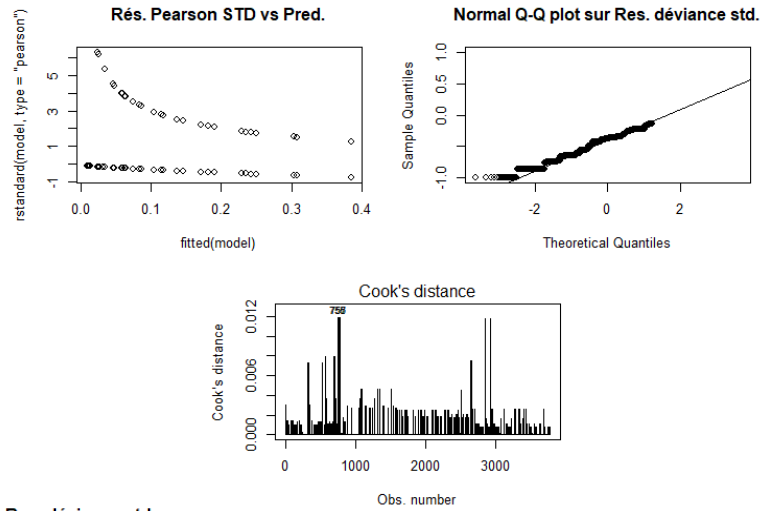 Rés. Pearson STD vs Pred.
rstandard(model, type = "pearson")
-1 1 3 5
0.0 0.1 0.2 0.3 0.4
fitted(model)
Normal Q-Q plot sur Res. déviance std.
Sample Quantiles
-1.0 0.0 0.5 1.0
-2 0 2
Theoretical Quantiles
Cook's distance
Cook's distance
0.000 0.006 0.012
0 1000 2000 3000
Obs. number